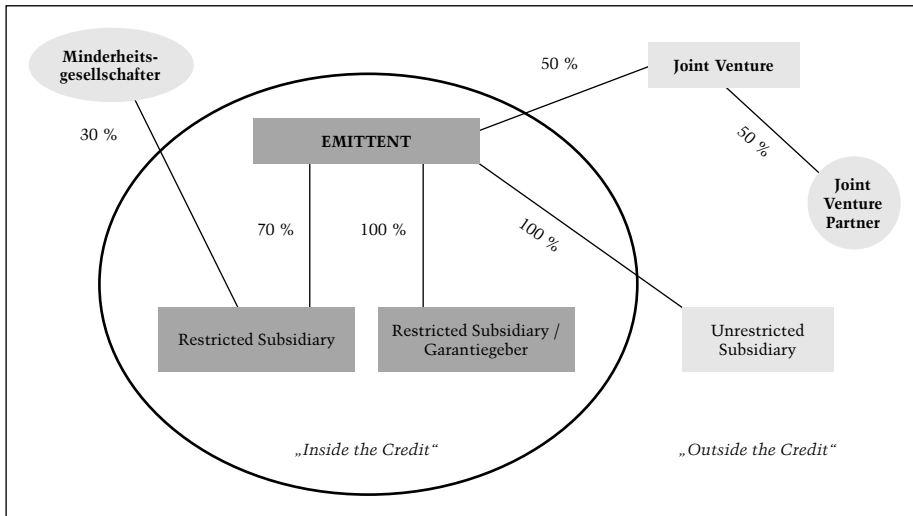 Minderheits-
gesellschafter
50 %
Joint Venture
30 %
EMITTENT
50 %
Joint
Venture
Partner
70 %
100 %
100 %
Restricted Subsidiary
Restricted Subsidiary /
Garantiegeber
Unrestricted
Subsidiary
„Inside the Credit“
„Outside the Credit“